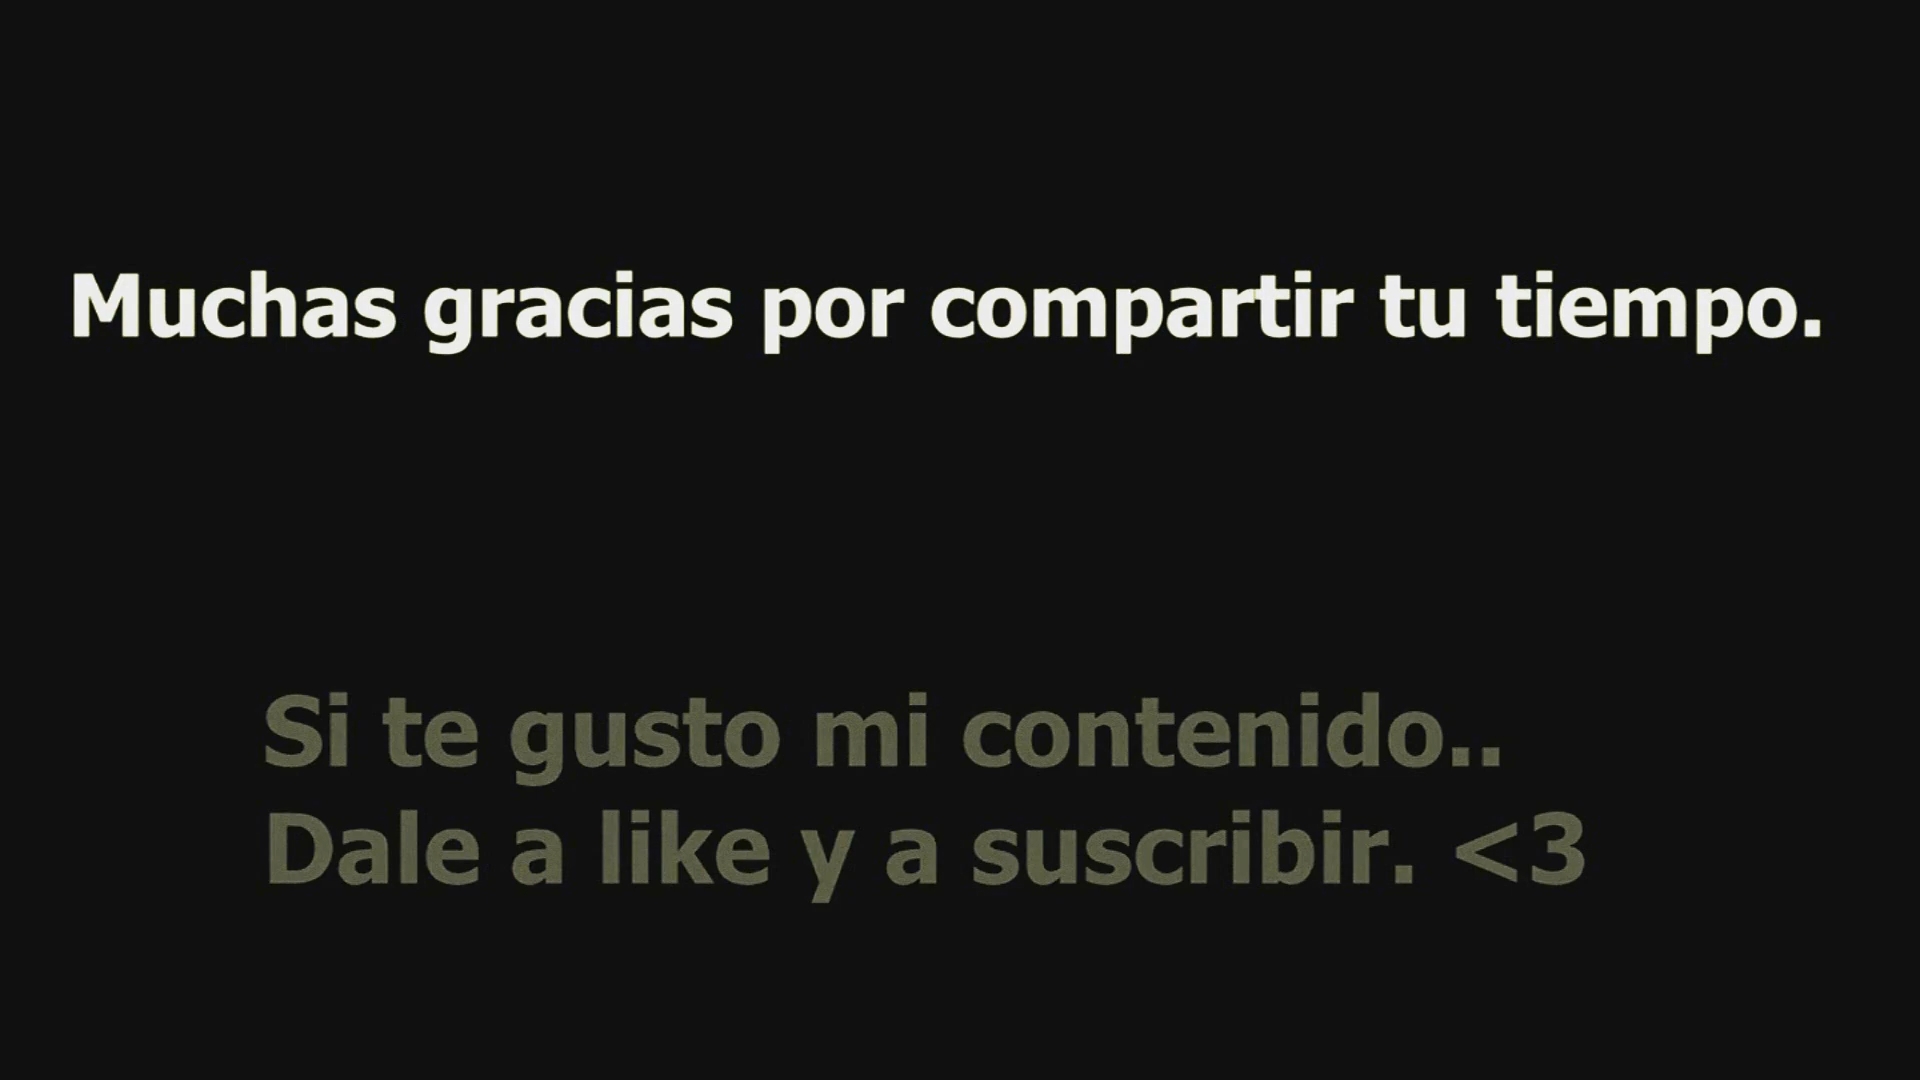 Muchas gracias por compartir tu tiempo.
Si te gusto mi contenido..
Dale a like y a suscribir. <3